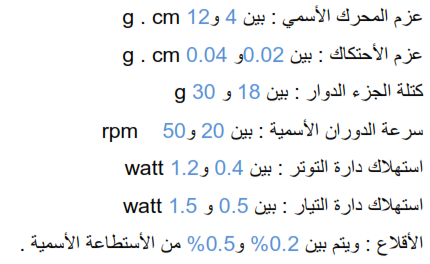 عزم المحرك الأسمي : بين 4 و12 g . cm
عزم الأحتكاك : بين 0.02و 0.04 g . cm
كتلة الجزء الدوار : بين 18 و 30 g
سرعة الدوران الأسمية : بين 20 و50 rpm
استهلاك دارة التوتر : بين 0.4 و1.2 watt
استهلاك دارة التيار : بين 0.5 و 1.5 watt
الأقلاع : ويتم بين 0.2% و0.5% من الأستطاعة الأسمية .